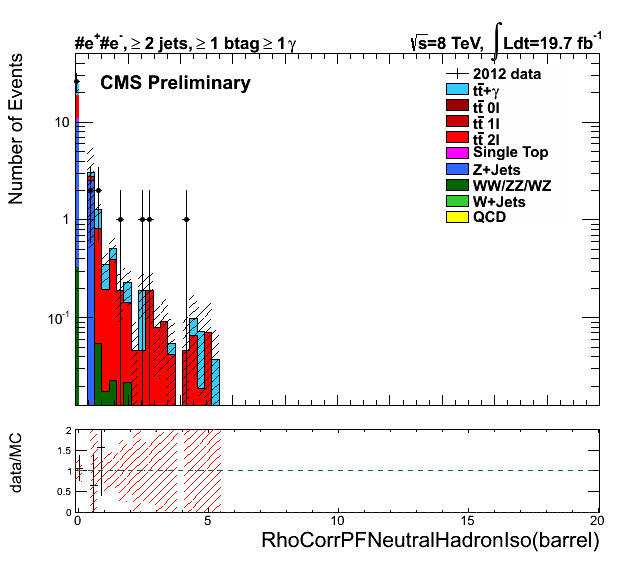 #e⁺#e⁻, ≥ 2 jets, ≥ 1 btag ≥ 1γ
√s=8 TeV, ∫Ldt=19.7 fb⁻¹
CMS Preliminary
Number of Events
10
1
10⁻¹
2012 data
tt̅+γ
tt̅ 0l
tt̅ 1l
tt̅ 2l
Single Top
Z+Jets
WW/ZZ/WZ
W+Jets
QCD
data/MC
2
1.5
1
0.5
0
0 5 10 15 20
RhoCorrPFNeutralHadronIso(barrel)